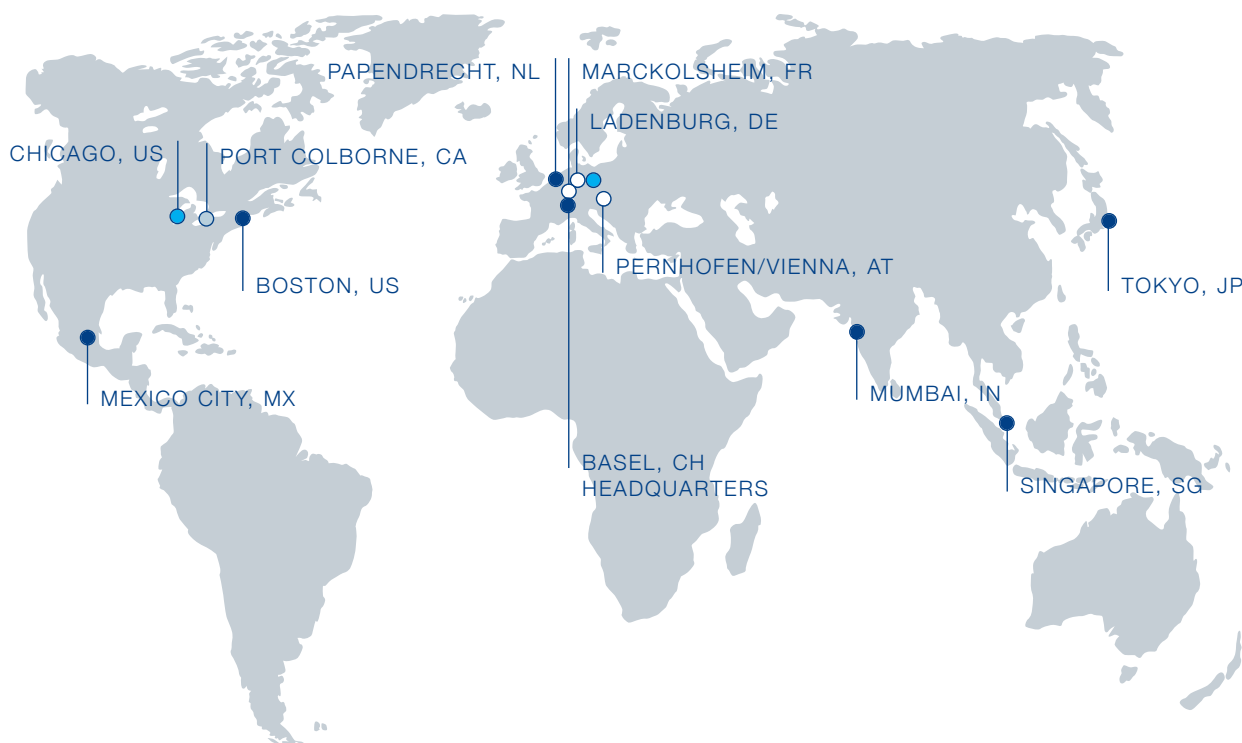 PAPENDRECHT, NL
MARCKOLSHEIM, FR
LADENBURG, DE
CHICAGO, US
PORT COLBORNE, CA
PERNHOFEN/VIENNA, AT
BOSTON, US
TOKYO, JP
MEXICO CITY, MX
MUMBAI, IN
BASEL, CH
HEADQUARTERS
SINGAPORE, SG